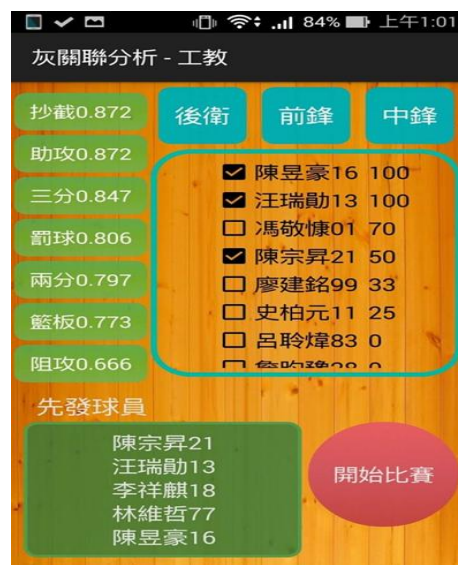 84% 上午1:01
灰關聯分析 - 工教
抄截0.872
助攻0.872
三分0.847
罰球0.806
兩分0.797
籃板0.773
阻攻0.666
後衛
前鋒
中鋒
陳昱豪16 100
汪瑞勛13 100
馮敬慷01 70
陳宗昇21 50
廖建銘99 33
史柏元11 25
呂聆煒83 0
先發球員
陳宗昇21
汪瑞勛13
李祥麒18
林維哲77
陳昱豪16
開始比賽